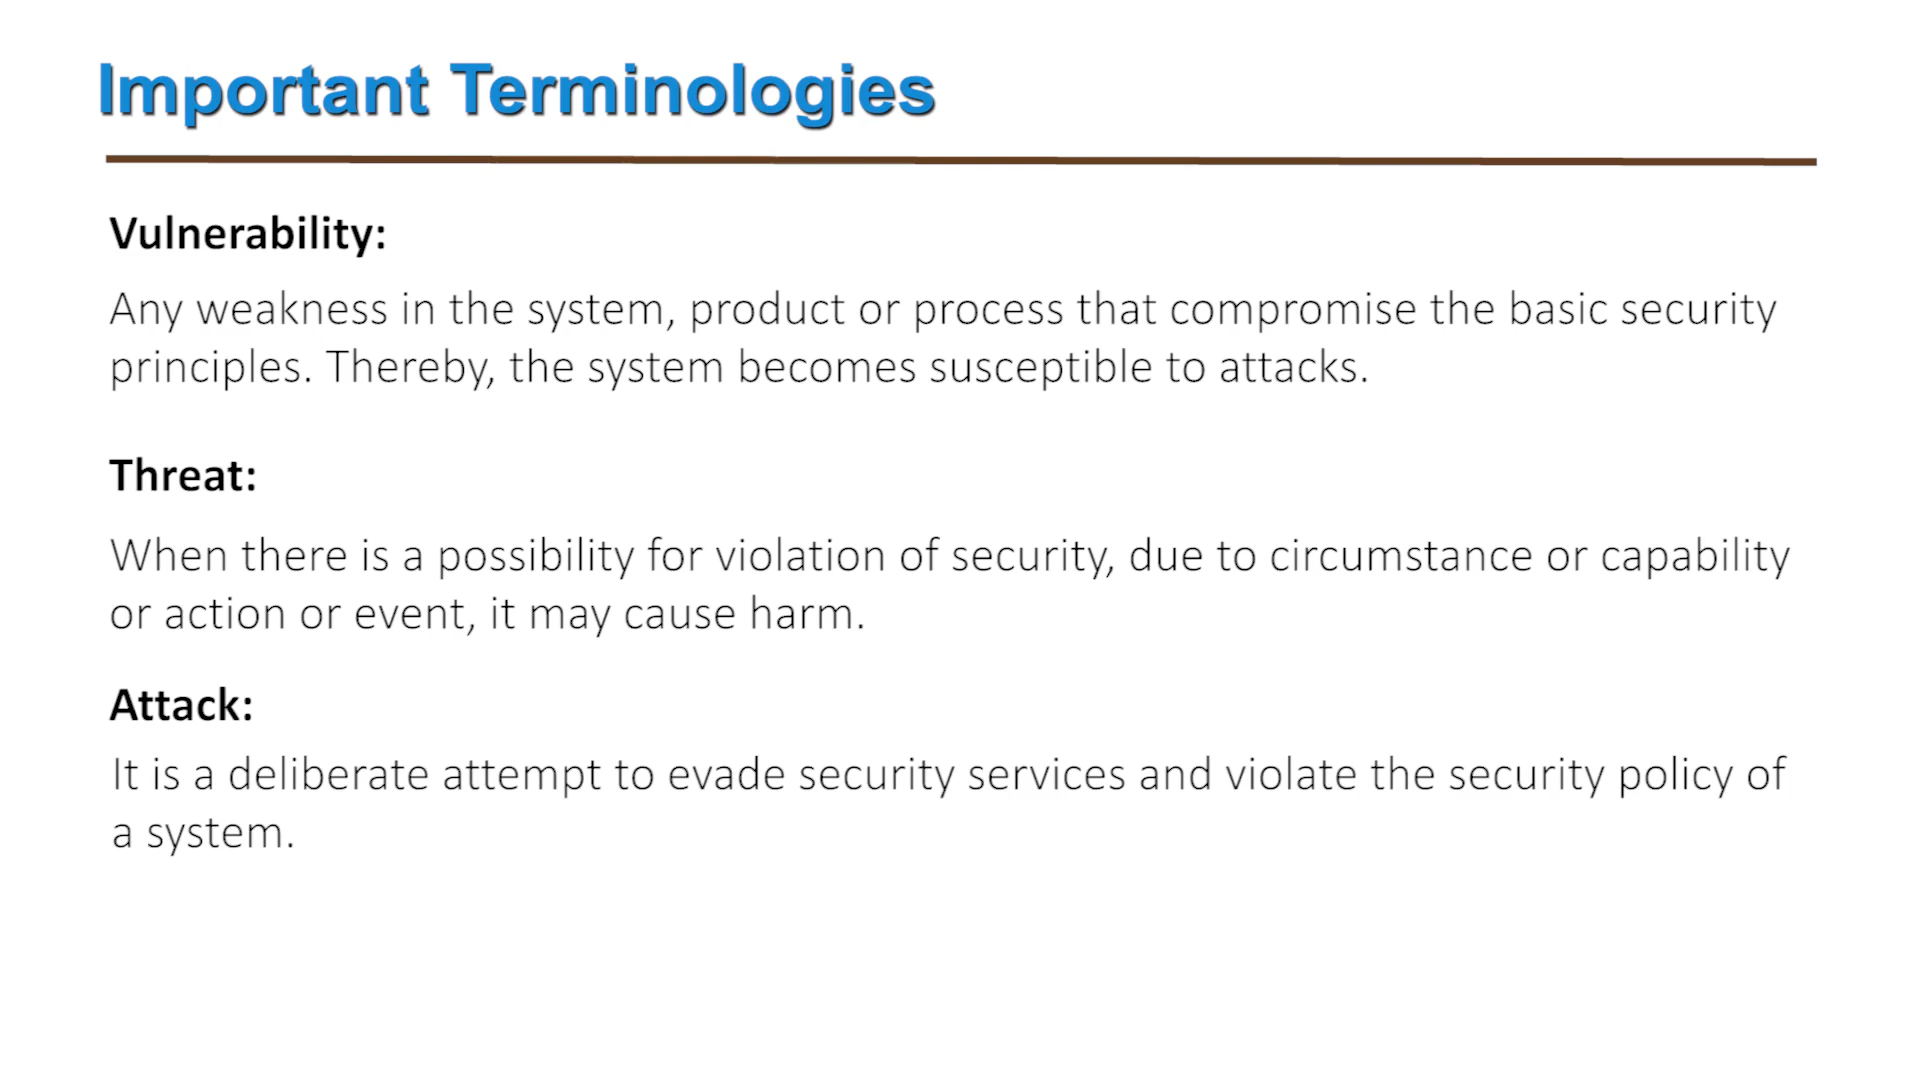 Important Terminologies
Vulnerability:
Any weakness in the system, product or process that compromise the basic security
principles. Thereby, the system becomes susceptible to attacks.
Threat:
When there is a possibility for violation of security, due to circumstance or capability
or action or event, it may cause harm.
Attack:
It is a deliberate attempt to evade security services and violate the security policy of
a system.